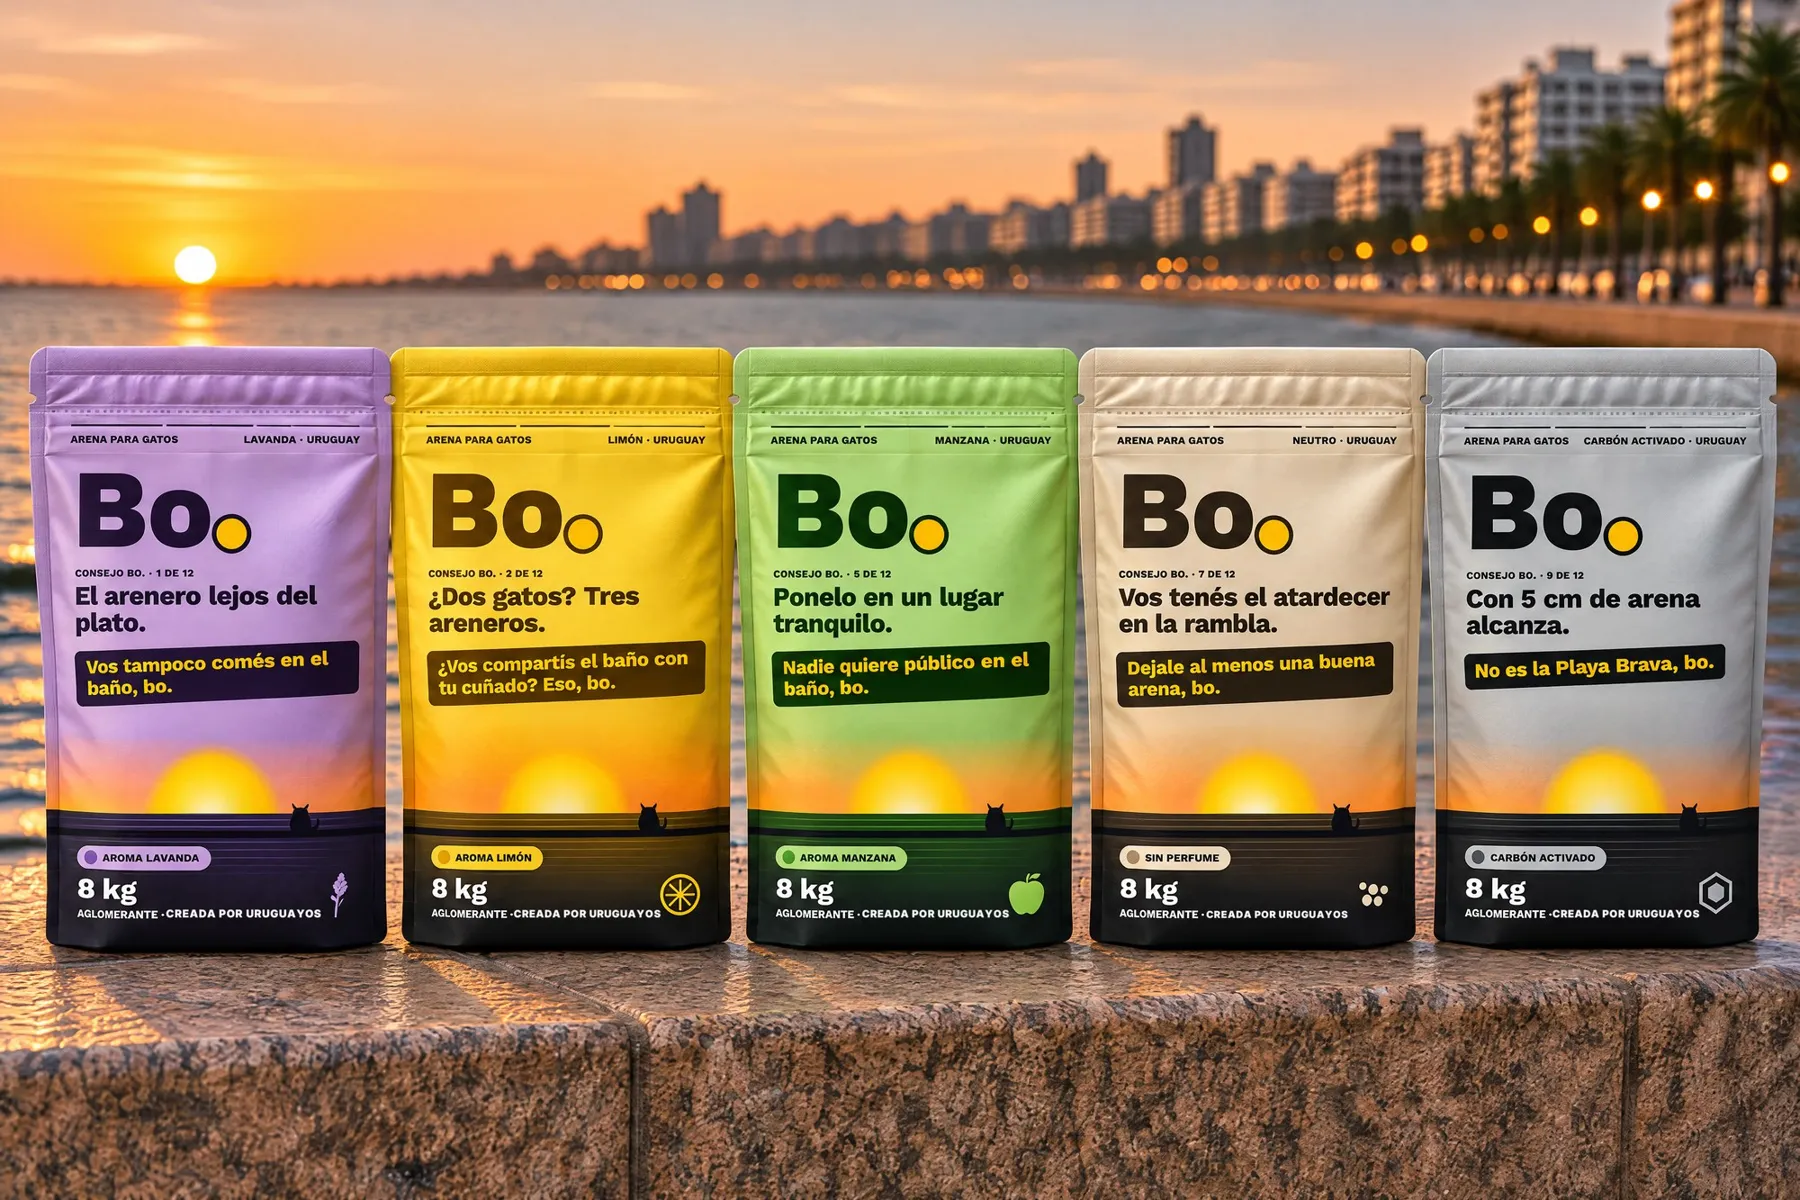 ARENA PARA GATOS LAVANDA · URUGUAY
Bo.
CONSEJO BO. · 1 DE 12
El arenero lejos del
plato.
Vos tampoco comés en el
baño, bo.
AROMA LAVANDA
8 kg
AGLOMERANTE · CREADA POR URUGUAYOS
ARENA PARA GATOS LIMÓN · URUGUAY
Bo.
CONSEJO BO. · 2 DE 12
¿Dos gatos? Tres
areneros.
¿Vos compartís el baño con
tu cuñado? Eso, bo.
AROMA LIMÓN
8 kg
AGLOMERANTE · CREADA POR URUGUAYOS
ARENA PARA GATOS MANZANA · URUGUAY
Bo.
CONSEJO BO. · 5 DE 12
Ponelo en un lugar
tranquilo.
Nadie quiere público en el
baño, bo.
AROMA MANZANA
8 kg
AGLOMERANTE · CREADA POR URUGUAYOS
ARENA PARA GATOS NEUTRO · URUGUAY
Bo.
CONSEJO BO. · 7 DE 12
Vos tenés el atardecer
en la rambla.
Dejale al menos una buena
arena, bo.
SIN PERFUME
8 kg
AGLOMERANTE · CREADA POR URUGUAYOS
ARENA PARA GATOS CARBÓN ACTIVADO · URUGUAY
Bo.
CONSEJO BO. · 9 DE 12
Con 5 cm de arena
alcanza.
No es la Playa Brava, bo.
CARBÓN ACTIVADO
8 kg
AGLOMERANTE · CREADA POR URUGUAYOS